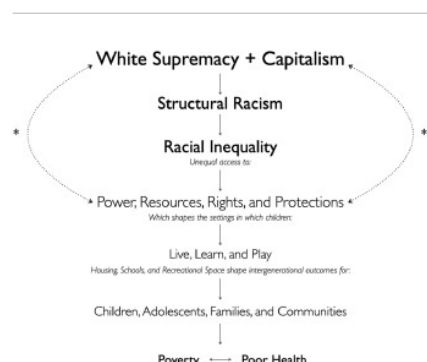 White Supremacy + Capitalism
Structural Racism
* *
Racial Inequality
Unequal access to:
Power, Resources, Rights, and Protections
Which shapes the settings in which children:
Live, Learn, and Play
Housing, Schools, and Recreational Space shape intergenerational outcomes for:
Children, Adolescents, Families, and Communities
Poverty Poor Health